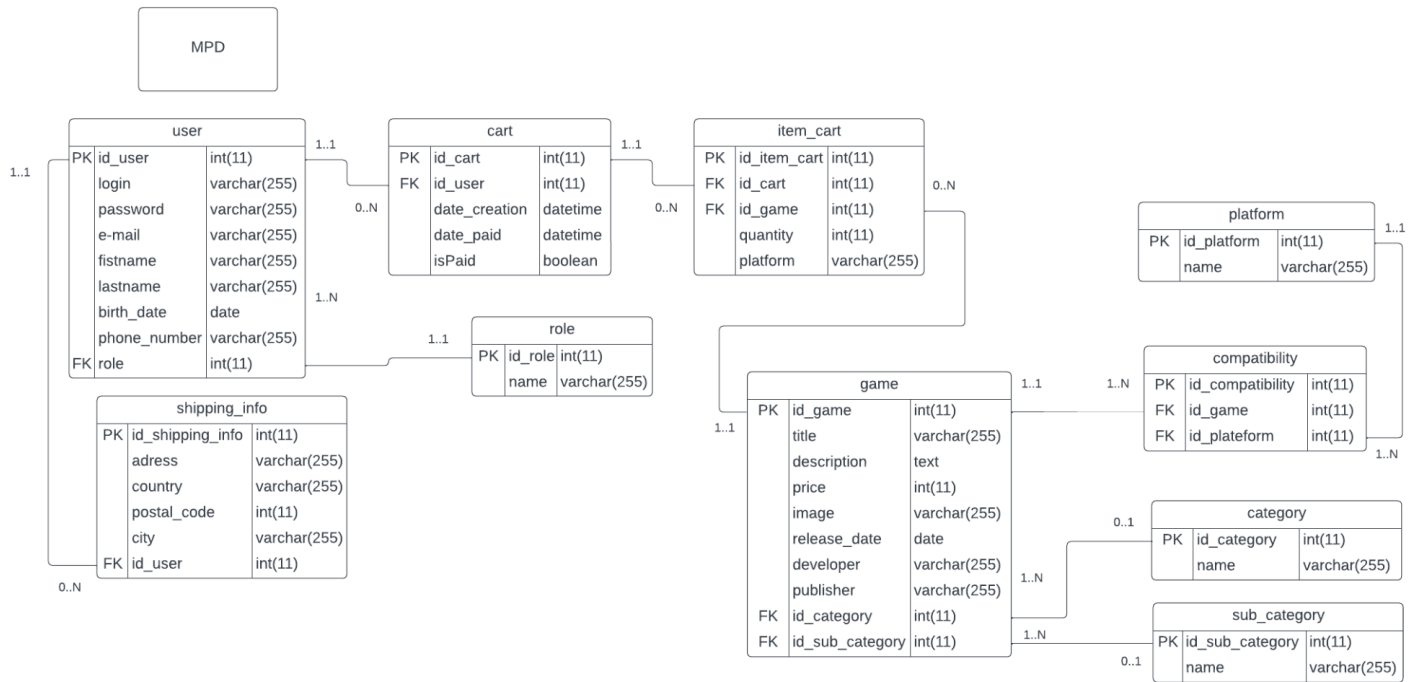 MPD
user
PK id_user int(11)
login varchar(255)
password varchar(255)
e-mail varchar(255)
fistname varchar(255)
lastname varchar(255)
birth_date date
phone_number varchar(255)
FK role int(11)
1..1
1..1
0..N
1..N
cart
PK id_cart int(11)
FK id_user int(11)
date_creation datetime
date_paid datetime
isPaid boolean
1..1
0..N
item_cart
PK id_item_cart int(11)
FK id_cart int(11)
FK id_game int(11)
quantity int(11)
platform varchar(255)
0..N
platform
PK id_platform int(11)
name varchar(255)
1..1
role
PK id_role int(11)
name varchar(255)
1..1
shipping_info
PK id_shipping_info int(11)
adress varchar(255)
country varchar(255)
postal_code int(11)
city varchar(255)
FK id_user int(11)
0..N
game
PK id_game int(11)
title varchar(255)
description text
price int(11)
image varchar(255)
release_date date
developer varchar(255)
publisher varchar(255)
FK id_category int(11)
FK id_sub_category int(11)
1..1
1..1
1..N
1..N
1..N
compatibility
PK id_compatibility int(11)
FK id_game int(11)
FK id_plateform int(11)
1..N
category
PK id_category int(11)
name varchar(255)
0..1
sub_category
PK id_sub_category int(11)
name varchar(255)
0..1